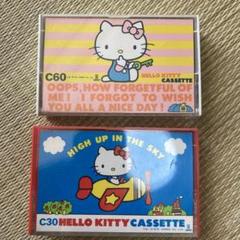 C60
HELLO KITTY CASSETTE
OOPS, HOW FORGETFUL OF
ME! I FORGOT TO WISH
YOU ALL A NICE DAY!
HIGH UP IN THE SKY
C30 HELLO KITTY CASSETTE